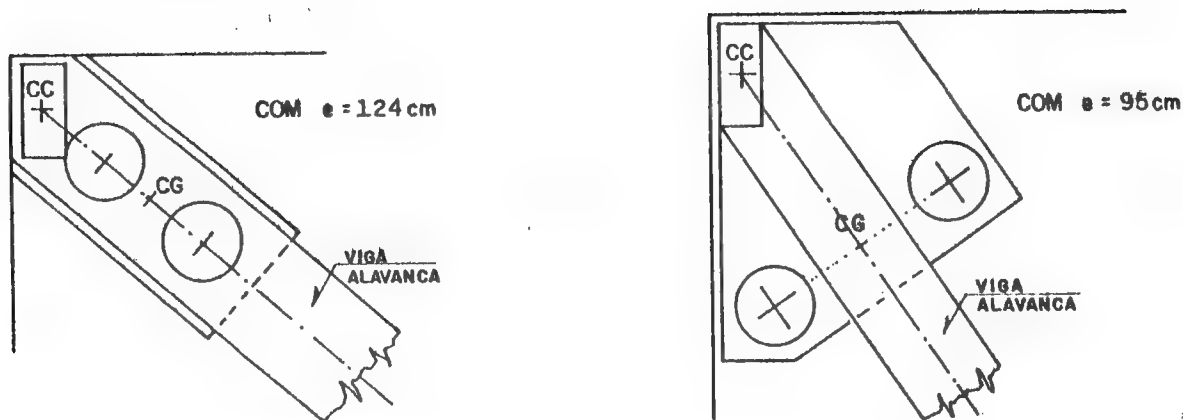 CC
CG
COM e = 124 cm
VIGA
ALAVANCA
CC
CG
COM e = 95 cm
VIGA
ALAVANCA